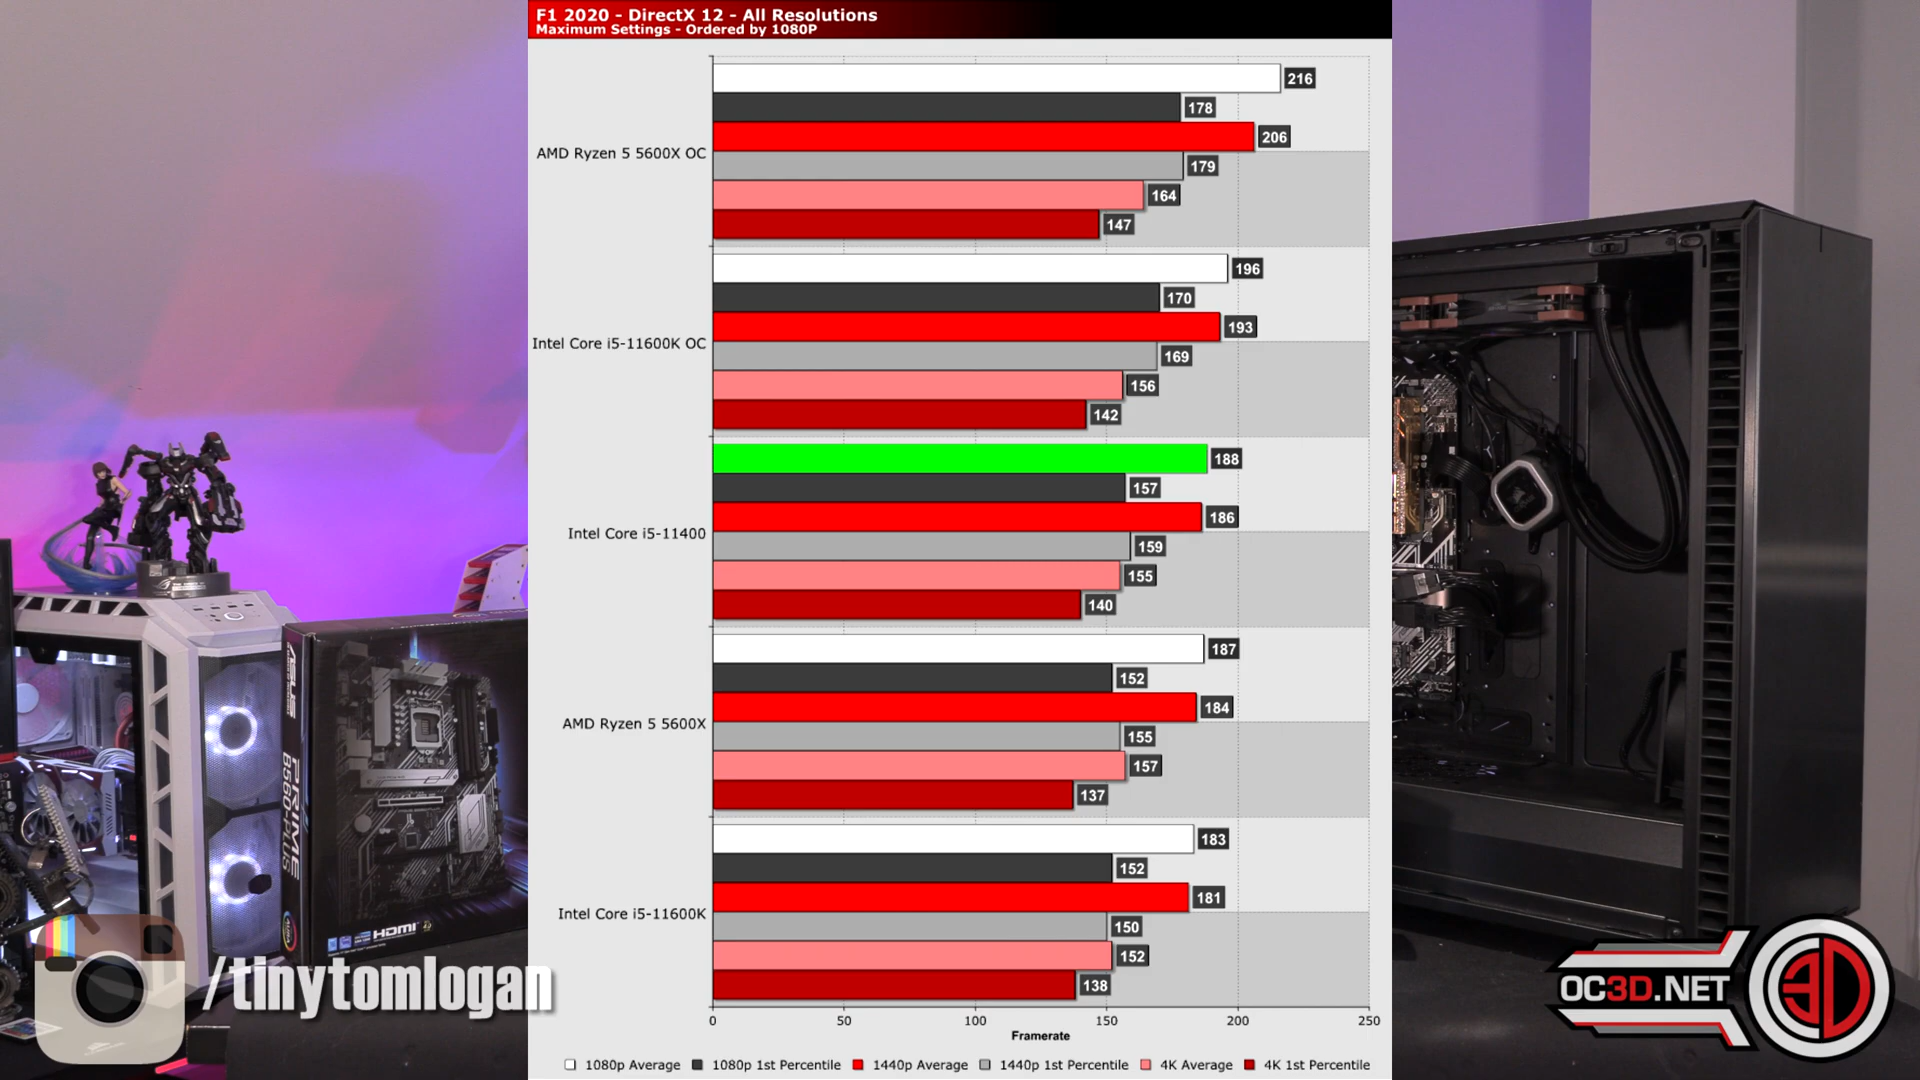 F1 2020 - DirectX 12 - All Resolutions
Maximum Settings - Ordered by 1080P
AMD Ryzen 5 5600X OC
216
178
206
179
164
147
Intel Core i5-11600K OC
196
170
193
169
156
142
Intel Core i5-11400
188
157
186
159
155
140
AMD Ryzen 5 5600X
187
152
184
155
157
137
Intel Core i5-11600K
183
152
181
150
152
138
0 50 100 150 200 250
Framerate
1080p Average 1080p 1st Percentile 1440p Average 1440p 1st Percentile 4K Average 4K 1st Percentile
ASUS
PRIME
B560-PLUS
HDMI
/tinytomlogan
OC3D.NET
3D